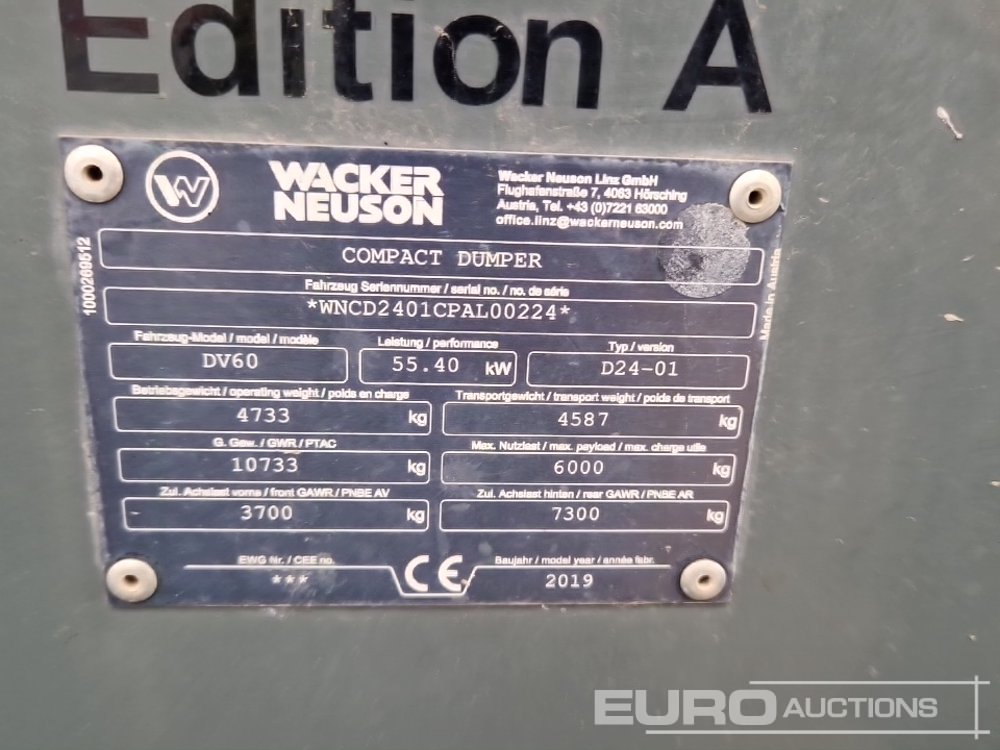 Edition A
WACKER
NEUSON
Wacker Neuson Linz GmbH
Flughafenstraße 7, 4063 Hörsching
Austria, Tel. +43 (0)7221 63000
office.linz@wackerneuson.com
1000269512
COMPACT DUMPER
Fahrzeug Seriennummer / serial no. / no. de série
*WNCD2401CPAL00224*
Made in Austria
Fahrzeug-Model / model / modèle
Leistung / performance
Typ / version
DV60
55.40 kW
D24-01
Betriebsgewicht / operating weight / poids en charge
Transportgewicht / transport weight / poids de transport
4733 kg
4587 kg
G. Gew. / GWR / PTAC
Max. Nutzlast / max. payload / max. charge utile
10733 kg
6000 kg
Zul. Achslast vorne / front GAWR / PNBE AV
Zul. Achslast hinten / rear GAWR / PNBE AR
3700 kg
7300 kg
EWG Nr. / CEE no.
CE
Baujahr / model year / année fabr.
***
2019
EURO AUCTIONS